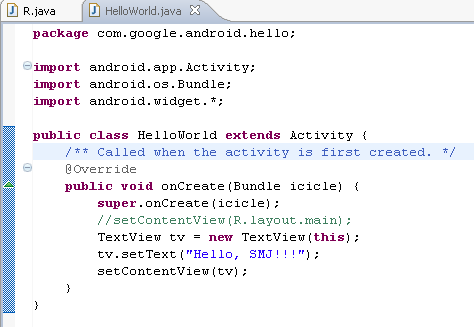 R.java HelloWorld.java
package com.google.android.hello;
import android.app.Activity;
import android.os.Bundle;
import android.widget.*;
public class HelloWorld extends Activity {
/** Called when the activity is first created. */
@Override
public void onCreate(Bundle icicle) {
super.onCreate(icicle);
//setContentView(R.layout.main);
TextView tv = new TextView(this);
tv.setText("Hello, SMJ!!!");
setContentView(tv);
}
}